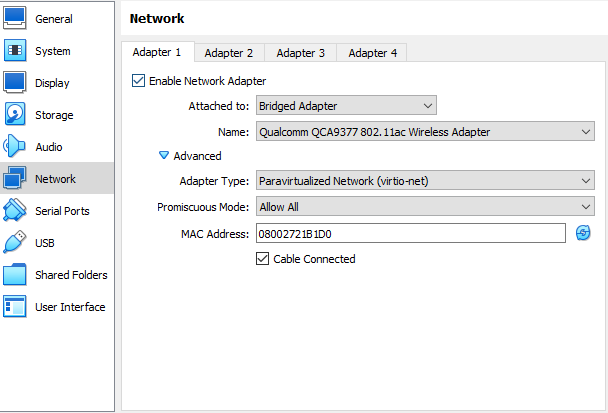 General
System
Display
Storage
Audio
Network
Serial Ports
USB
Shared Folders
User Interface
Network
Adapter 1 Adapter 2 Adapter 3 Adapter 4
Enable Network Adapter
Attached to: Bridged Adapter
Name: Qualcomm QCA9377 802.11ac Wireless Adapter
Advanced
Adapter Type: Paravirtualized Network (virtio-net)
Promiscuous Mode: Allow All
MAC Address: 08002721B1D0
Cable Connected